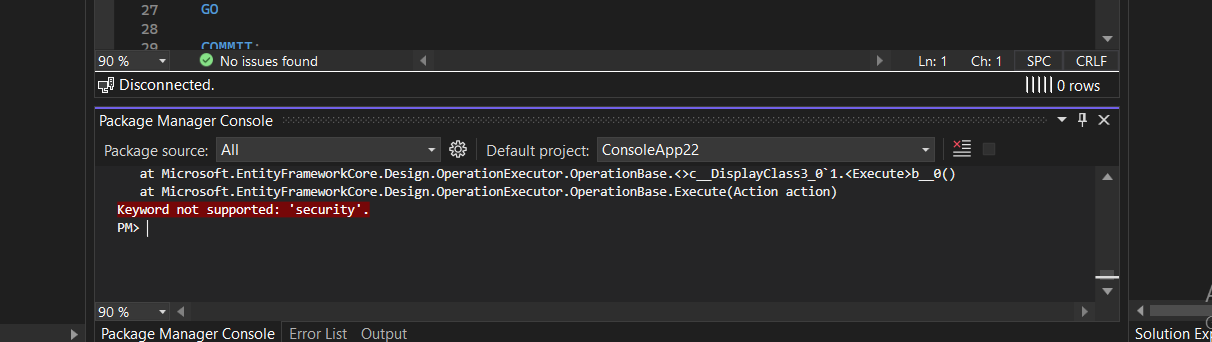 27 GO
28
29 COMMIT;
90 % No issues found Ln: 1 Ch: 1 SPC CRLF
Disconnected. 0 rows
Package Manager Console
Package source: All Default project: ConsoleApp22
at Microsoft.EntityFrameworkCore.Design.OperationExecutor.OperationBase.<>c__DisplayClass3_0`1.<Execute>b__0()
at Microsoft.EntityFrameworkCore.Design.OperationExecutor.OperationBase.Execute(Action action)
Keyword not supported: 'security'.
PM>
90 %
Package Manager Console Error List Output
Solution Exp